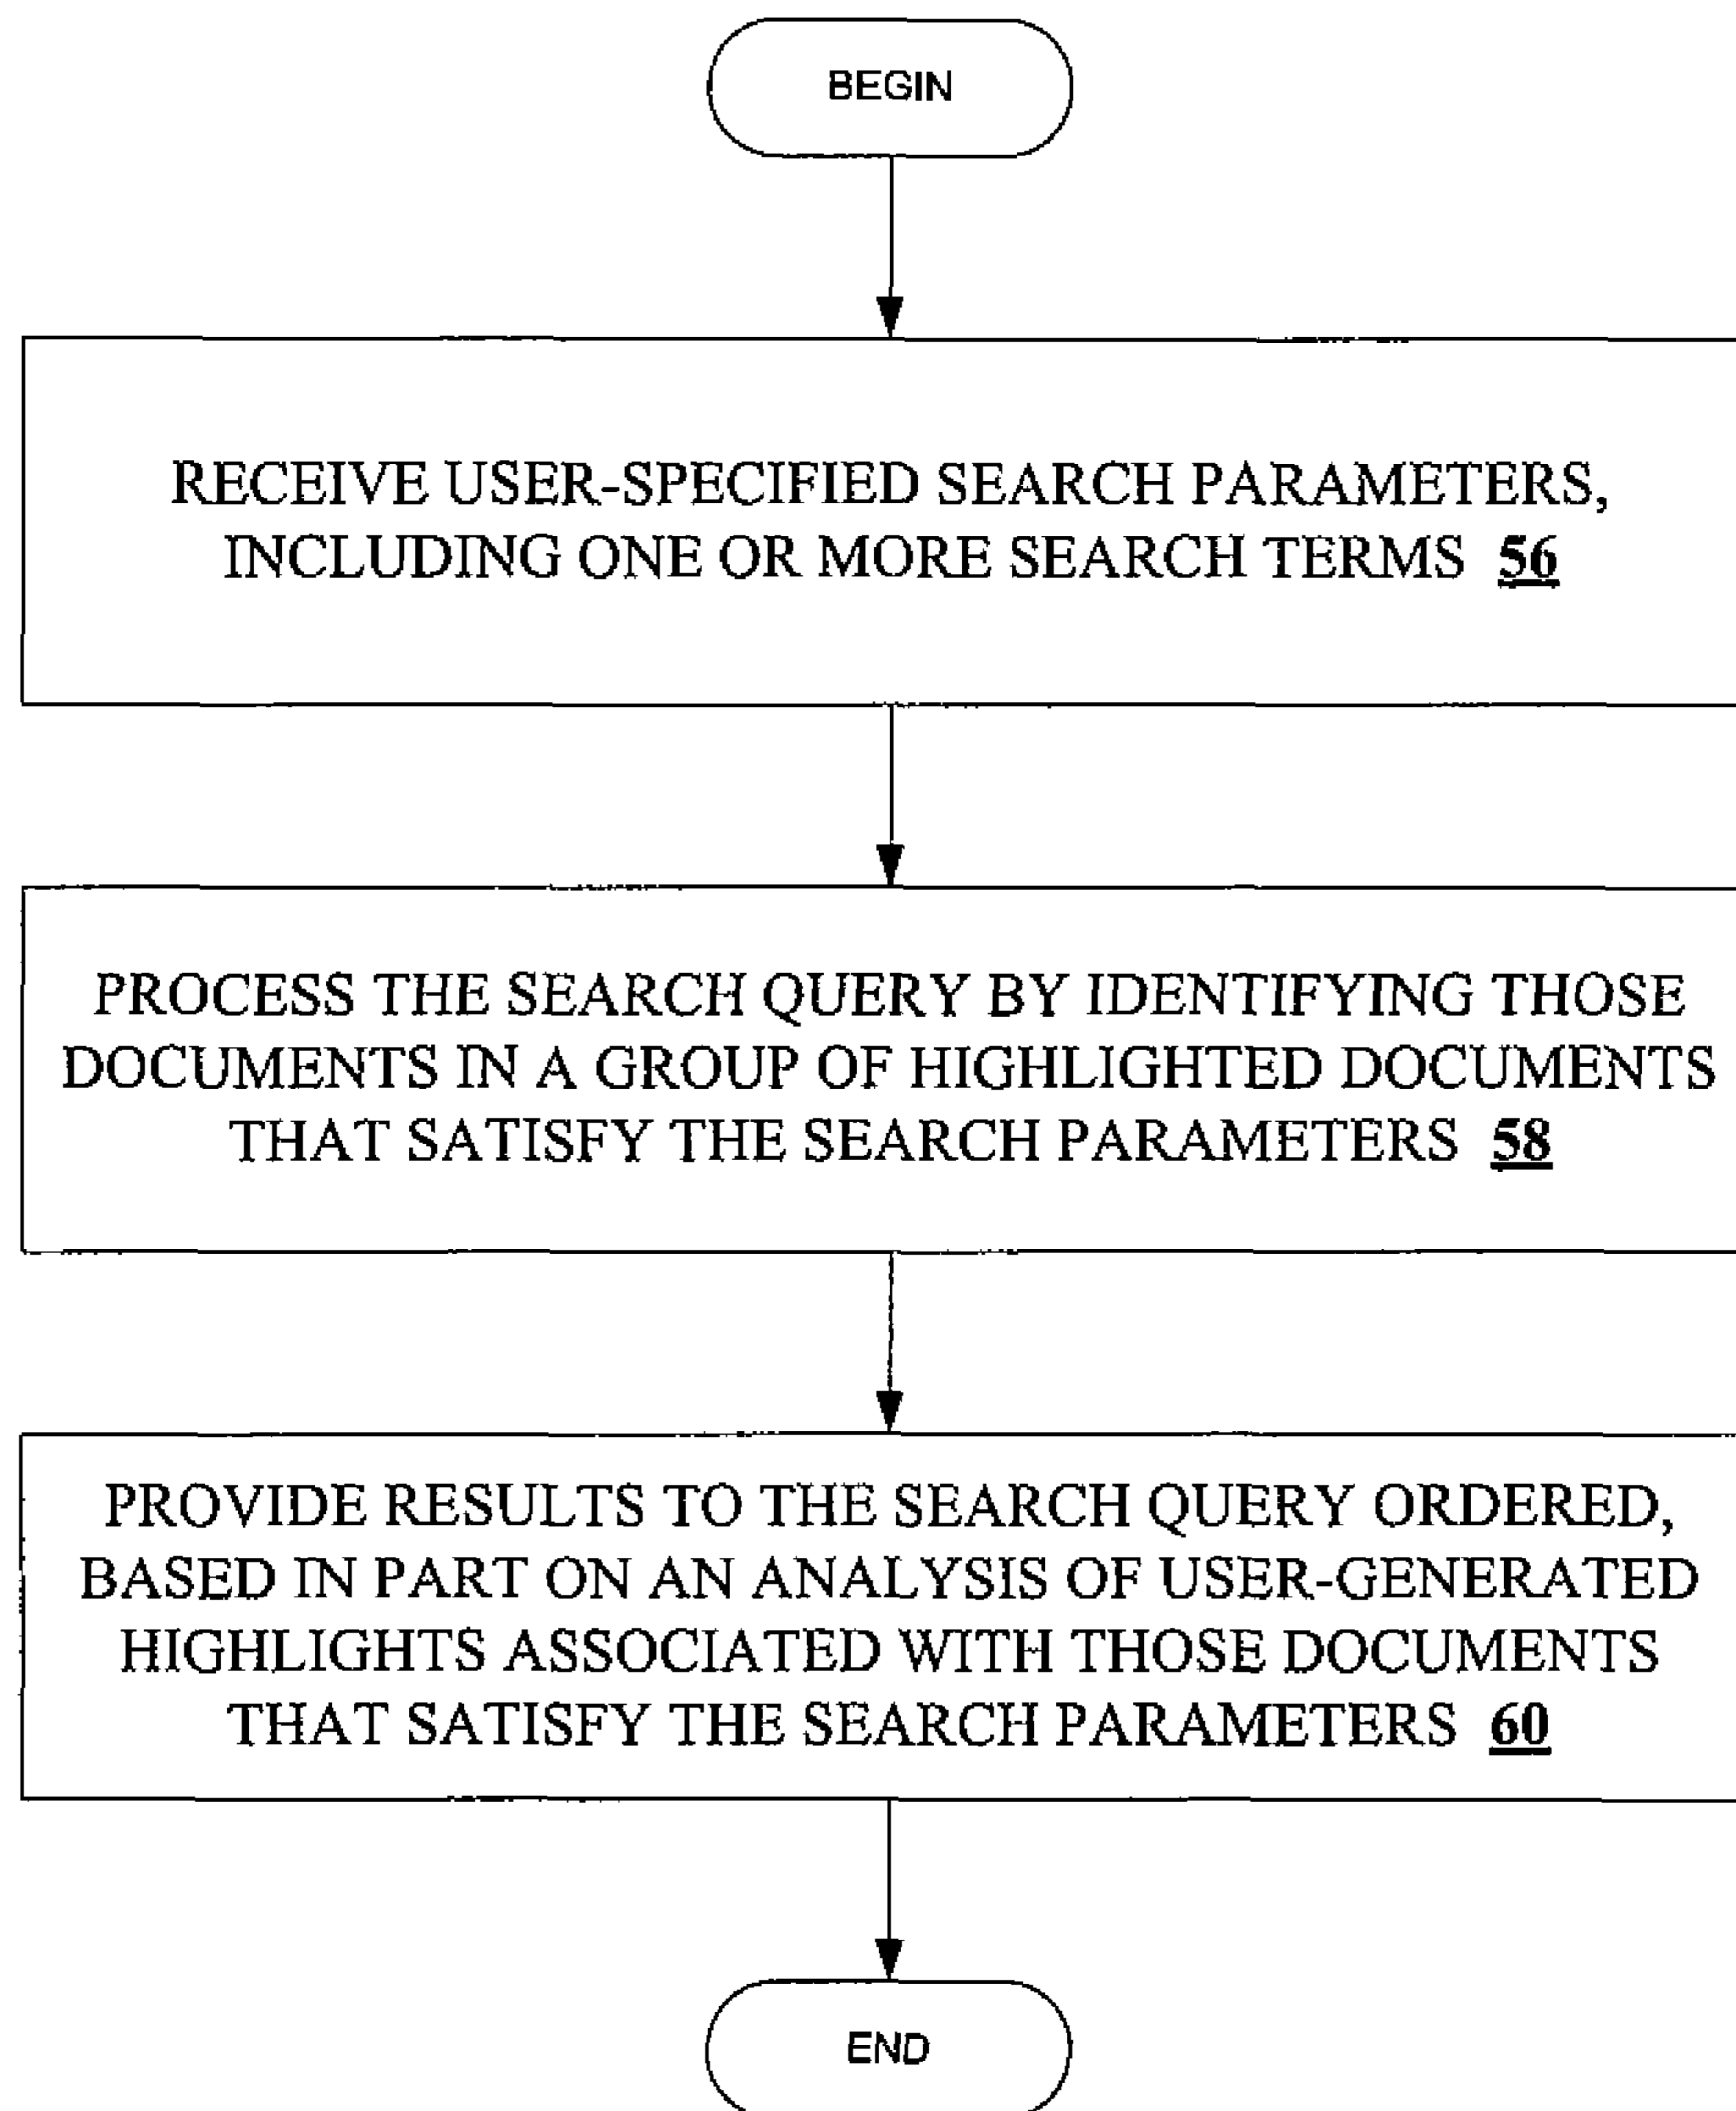 BEGIN
RECEIVE USER-SPECIFIED SEARCH PARAMETERS,
INCLUDING ONE OR MORE SEARCH TERMS 56
PROCESS THE SEARCH QUERY BY IDENTIFYING THOSE
DOCUMENTS IN A GROUP OF HIGHLIGHTED DOCUMENTS
THAT SATISFY THE SEARCH PARAMETERS 58
PROVIDE RESULTS TO THE SEARCH QUERY ORDERED,
BASED IN PART ON AN ANALYSIS OF USER-GENERATED
HIGHLIGHTS ASSOCIATED WITH THOSE DOCUMENTS
THAT SATISFY THE SEARCH PARAMETERS 60
END